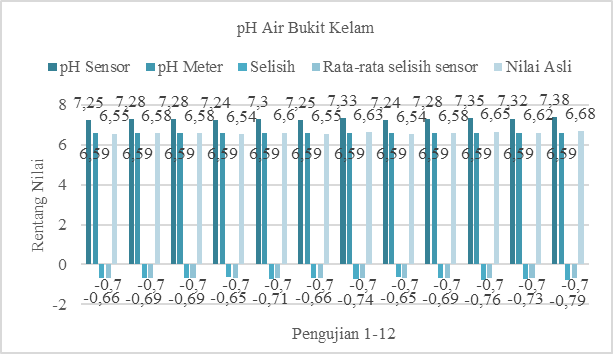 pH Air Bukit Kelam
pH Sensor pH Meter Selisih Rata-rata selisih sensor Nilai Asli
7,25 7,28 7,28 7,24 7,3 7,25 7,33 7,24 7,28 7,35 7,32 7,38
8 6,55 6,58 6,58 6,54 6,6 6,55 6,63 6,54 6,58 6,65 6,62 6,68
6
6,59 6,59 6,59 6,59 6,59 6,59 6,59 6,59 6,59 6,59 6,59 6,59
4
2
0
-0,7 -0,7 -0,7 -0,7 -0,7 -0,7 -0,7 -0,7 -0,7 -0,7 -0,7 -0,7
-2 -0,66 -0,69 -0,69 -0,65 -0,71 -0,66 -0,74 -0,65 -0,69 -0,76 -0,73 -0,79
Rentang Nilai
Pengujian 1-12